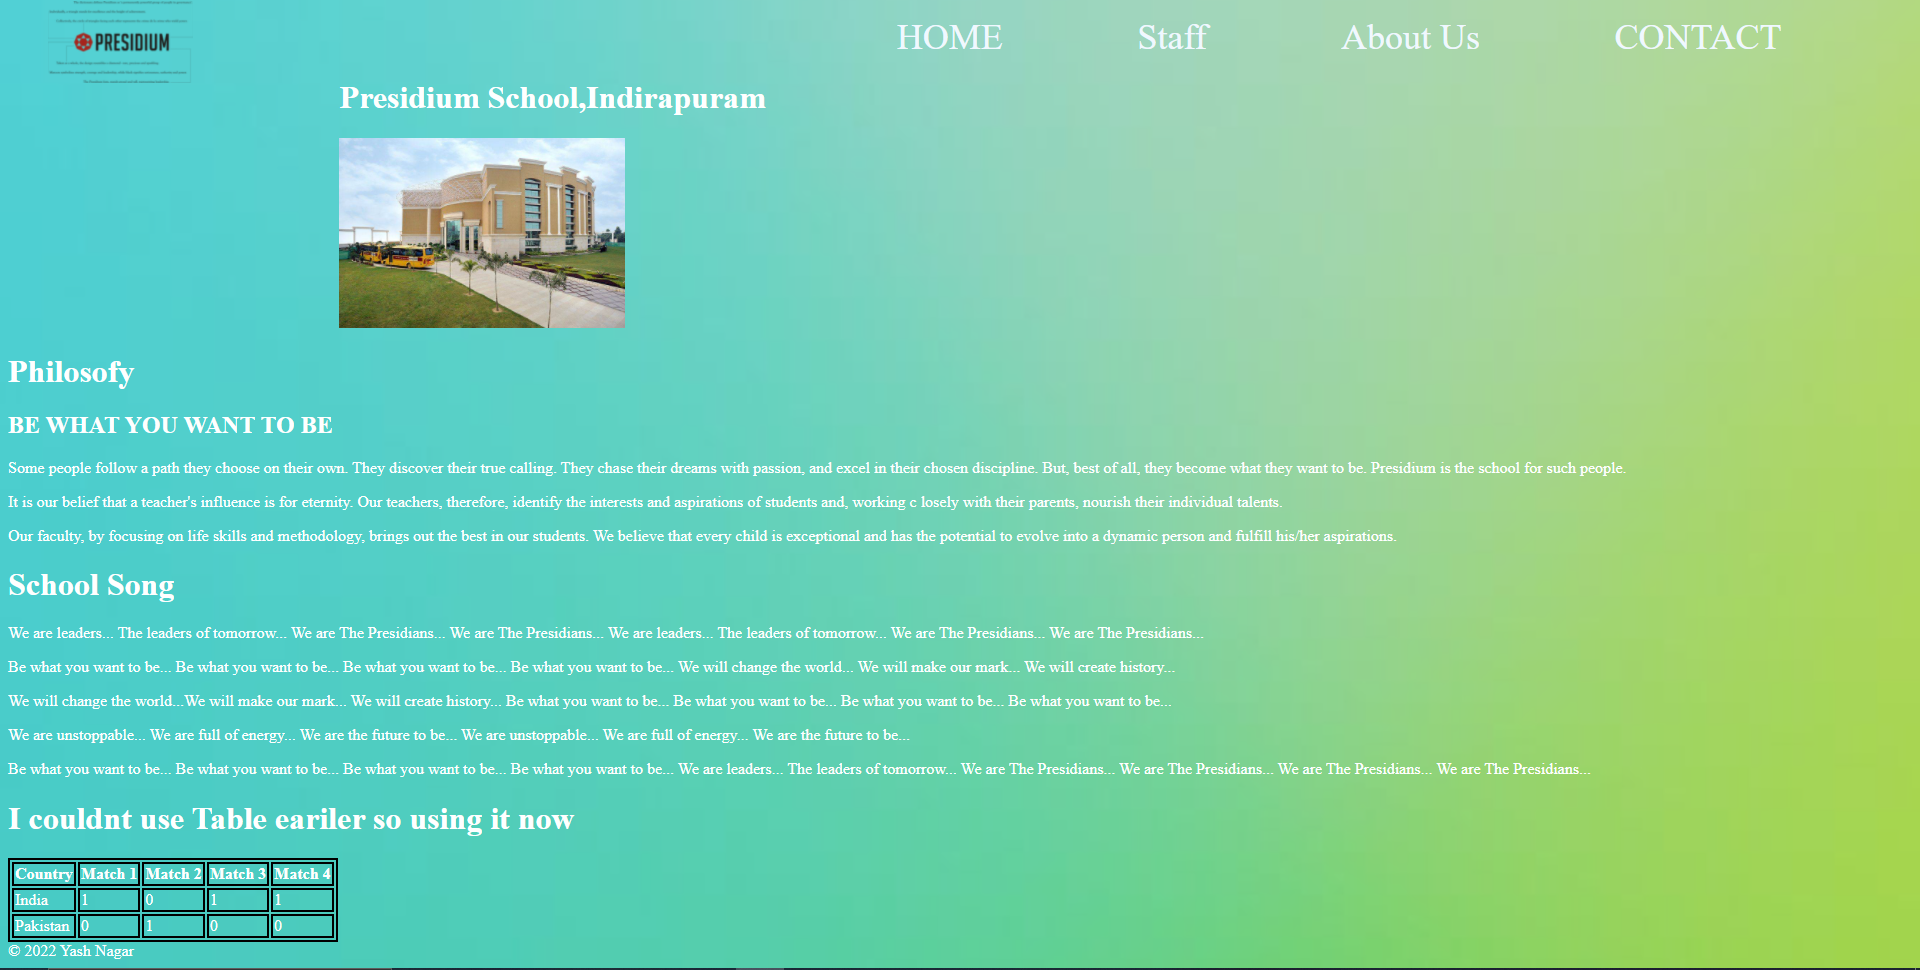 PRESIDIUM
HOME Staff About Us CONTACT
Presidium School,Indirapuram
Philosofy
BE WHAT YOU WANT TO BE
Some people follow a path they choose on their own. They discover their true calling. They chase their dreams with passion, and excel in their chosen discipline. But, best of all, they become what they want to be. Presidium is the school for such people.
It is our belief that a teacher's influence is for eternity. Our teachers, therefore, identify the interests and aspirations of students and, working c losely with their parents, nourish their individual talents.
Our faculty, by focusing on life skills and methodology, brings out the best in our students. We believe that every child is exceptional and has the potential to evolve into a dynamic person and fulfill his/her aspirations.
School Song
We are leaders... The leaders of tomorrow... We are The Presidians... We are The Presidians... We are leaders... The leaders of tomorrow... We are The Presidians... We are The Presidians...
Be what you want to be... Be what you want to be... Be what you want to be... Be what you want to be... We will change the world... We will make our mark... We will create history...
We will change the world...We will make our mark... We will create history... Be what you want to be... Be what you want to be... Be what you want to be... Be what you want to be...
We are unstoppable... We are full of energy... We are the future to be... We are unstoppable... We are full of energy... We are the future to be...
Be what you want to be... Be what you want to be... Be what you want to be... Be what you want to be... We are leaders... The leaders of tomorrow... We are The Presidians... We are The Presidians... We are The Presidians... We are The Presidians...
I couldnt use Table eariler so using it now
Country Match 1 Match 2 Match 3 Match 4
India 1 0 1 1
Pakistan 0 1 0 0
© 2022 Yash Nagar